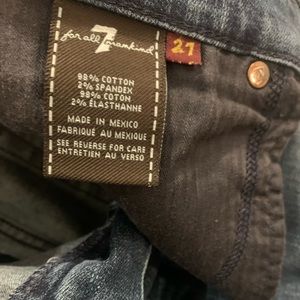 7
for all mankind
27
98% COTTON
2% SPANDEX
98% COTON
2% ÉLASTHANNE
MADE IN MEXICO
FABRIQUÉ AU MEXIQUE
SEE REVERSE FOR CARE
ENTRETIEN AU VERSO